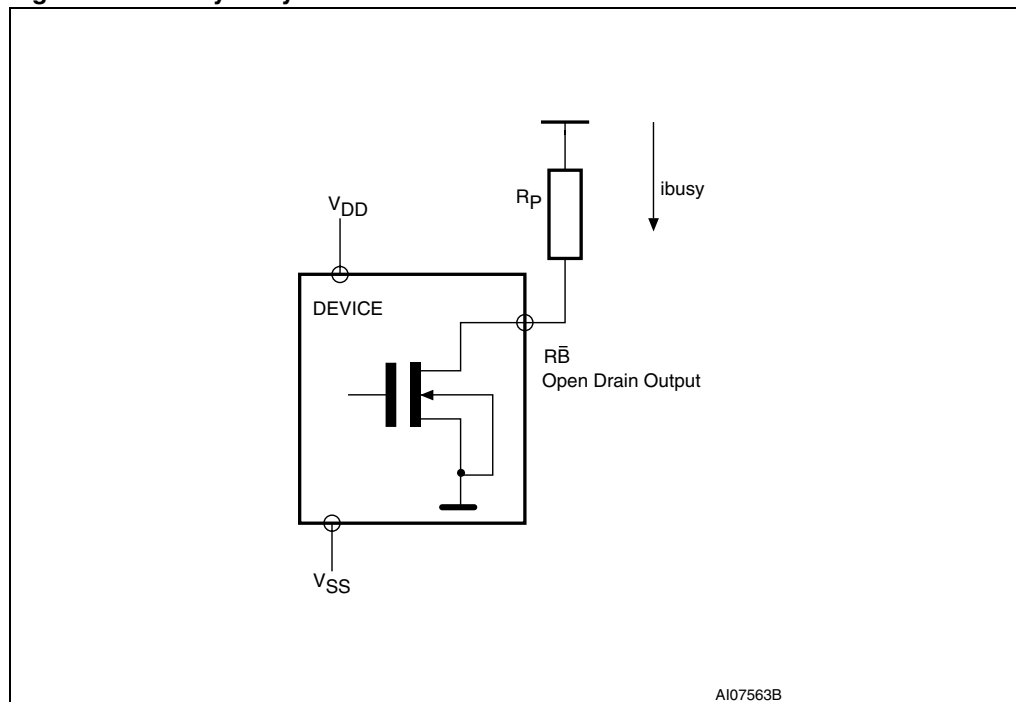 ibusy
RP
VDD
DEVICE
RB̅
Open Drain Output
VSS
AI07563B